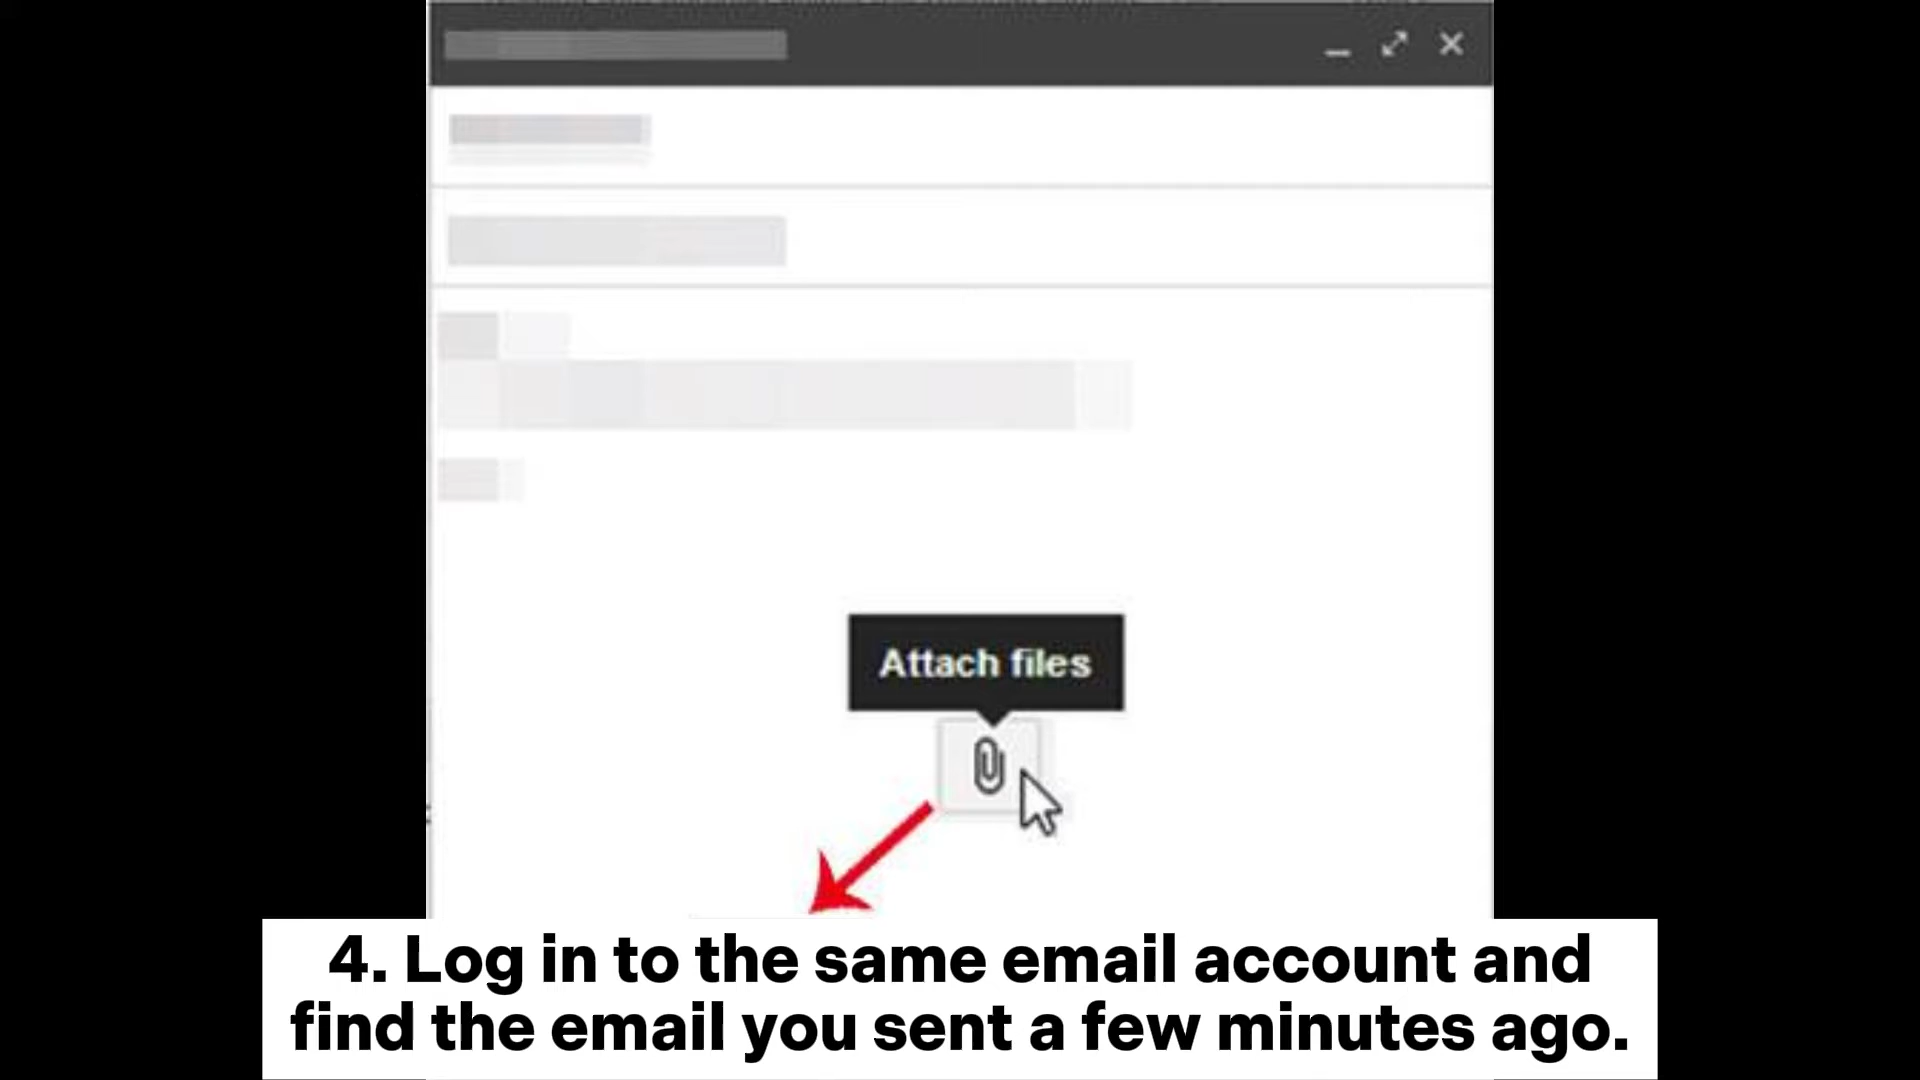 Attach files
4. Log in to the same email account and
find the email you sent a few minutes ago.